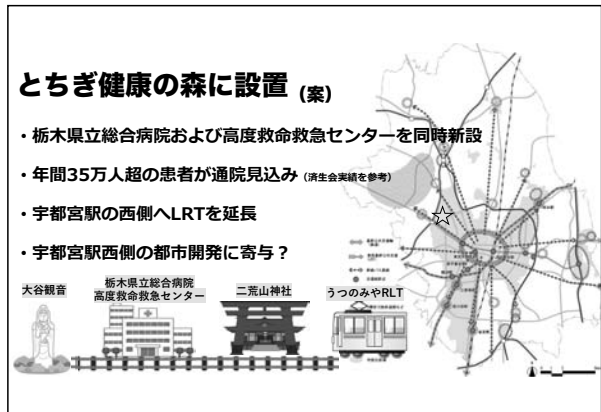 とちぎ健康の森に設置 (案)
・栃木県立総合病院および高度救命救急センターを同時新設
・年間35万人超の患者が通院見込み（済生会実績を参考）
・宇都宮駅の西側へLRTを延長
・宇都宮駅西側の都市開発に寄与？
大谷観音
栃木県立総合病院
高度救命救急センター
二荒山神社
うつのみやRLT